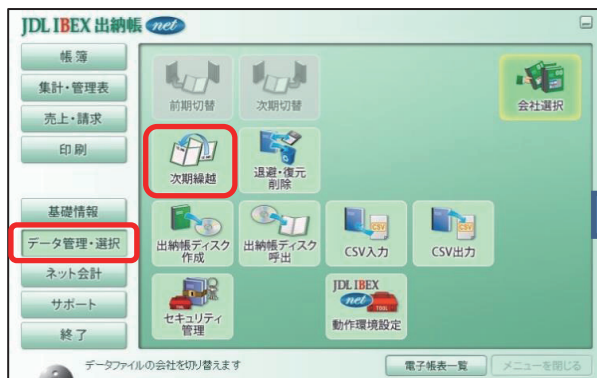 JDL IBEX 出納帳 net
帳簿
集計・管理表
売上・請求
印刷
基礎情報
データ管理・選択
ネット会計
サポート
終了
前期切替
次期切替
会社選択
次期繰越
退避・復元
削除
出納帳ディスク
作成
出納帳ディスク
呼出
CSV
CSV入力
CSV
CSV出力
セキュリティ
管理
JDL IBEX
net
TOOL
動作環境設定
データファイルの会社を切り替えます
電子帳表一覧
メニューを閉じる